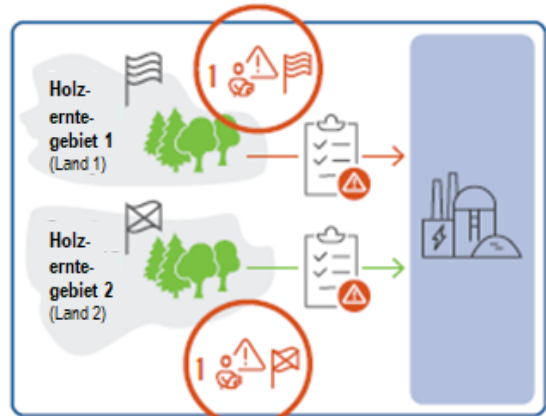 1
Holz-
ernte-
gebiet 1
(Land 1)
Holz-
ernte-
gebiet 2
(Land 2)
1